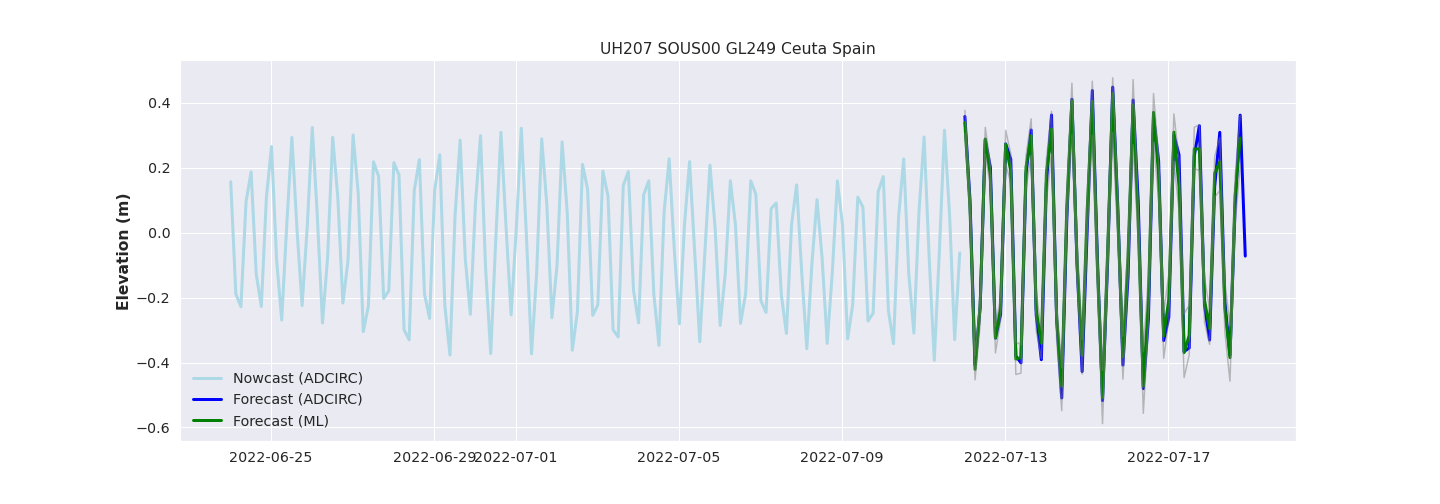 UH207 SOUS00 GL249 Ceuta Spain
Elevation (m)
0.4
0.2
0.0
−0.2
−0.4
−0.6
Nowcast (ADCIRC)
Forecast (ADCIRC)
Forecast (ML)
2022-06-25 2022-06-29 2022-07-01 2022-07-05 2022-07-09 2022-07-13 2022-07-17